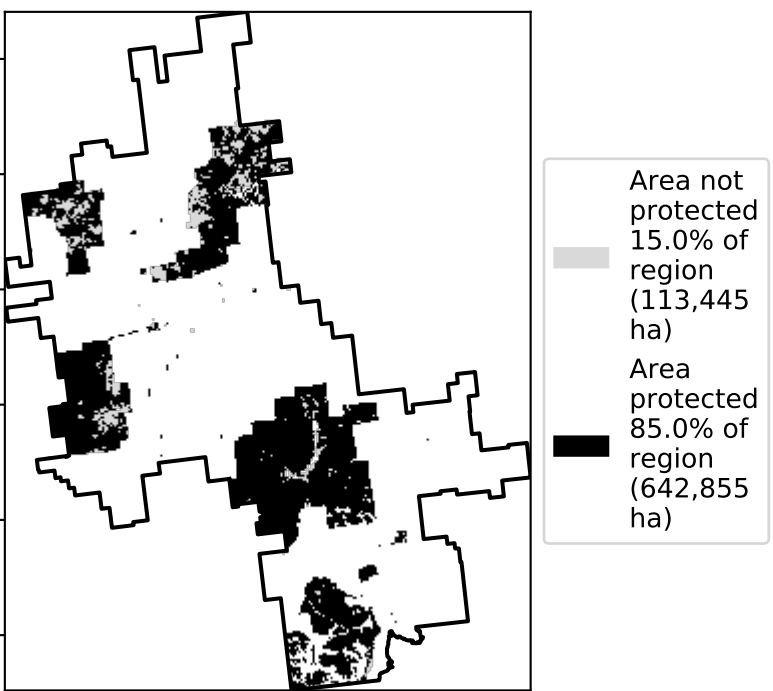 Area not
protected
15.0% of
region
(113,445
ha)
Area
protected
85.0% of
region
(642,855
ha)